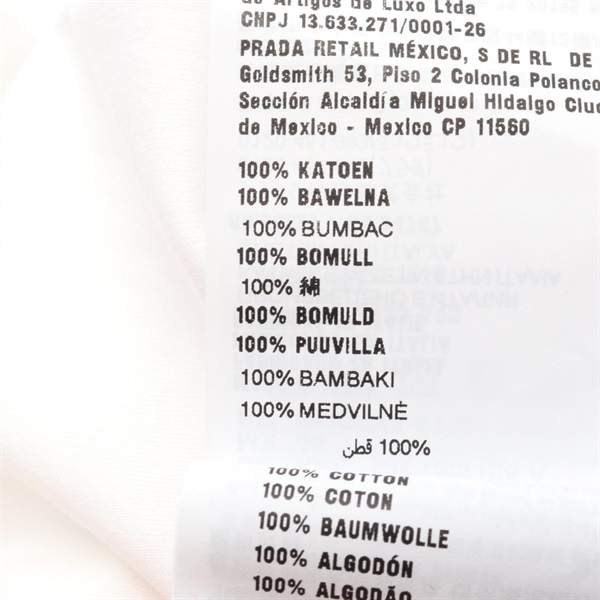 de Artigos de Luxo Ltda
CNPJ 13.633.271/0001-26
PRADA RETAIL MÉXICO, S DE RL DE
Goldsmith 53, Piso 2 Colonia Polanco
Sección Alcaldía Miguel Hidalgo Ciud
de Mexico - Mexico CP 11560
100% KATOEN
100% BAWELNA
100% BUMBAC
100% BOMULL
100% 綿
100% BOMULD
100% PUUVILLA
100% BAMBAKI
100% MEDVILNĖ
100% قطن
100% COTTON
100% COTON
100% BAUMWOLLE
100% ALGODÓN
100% ALGODÃO